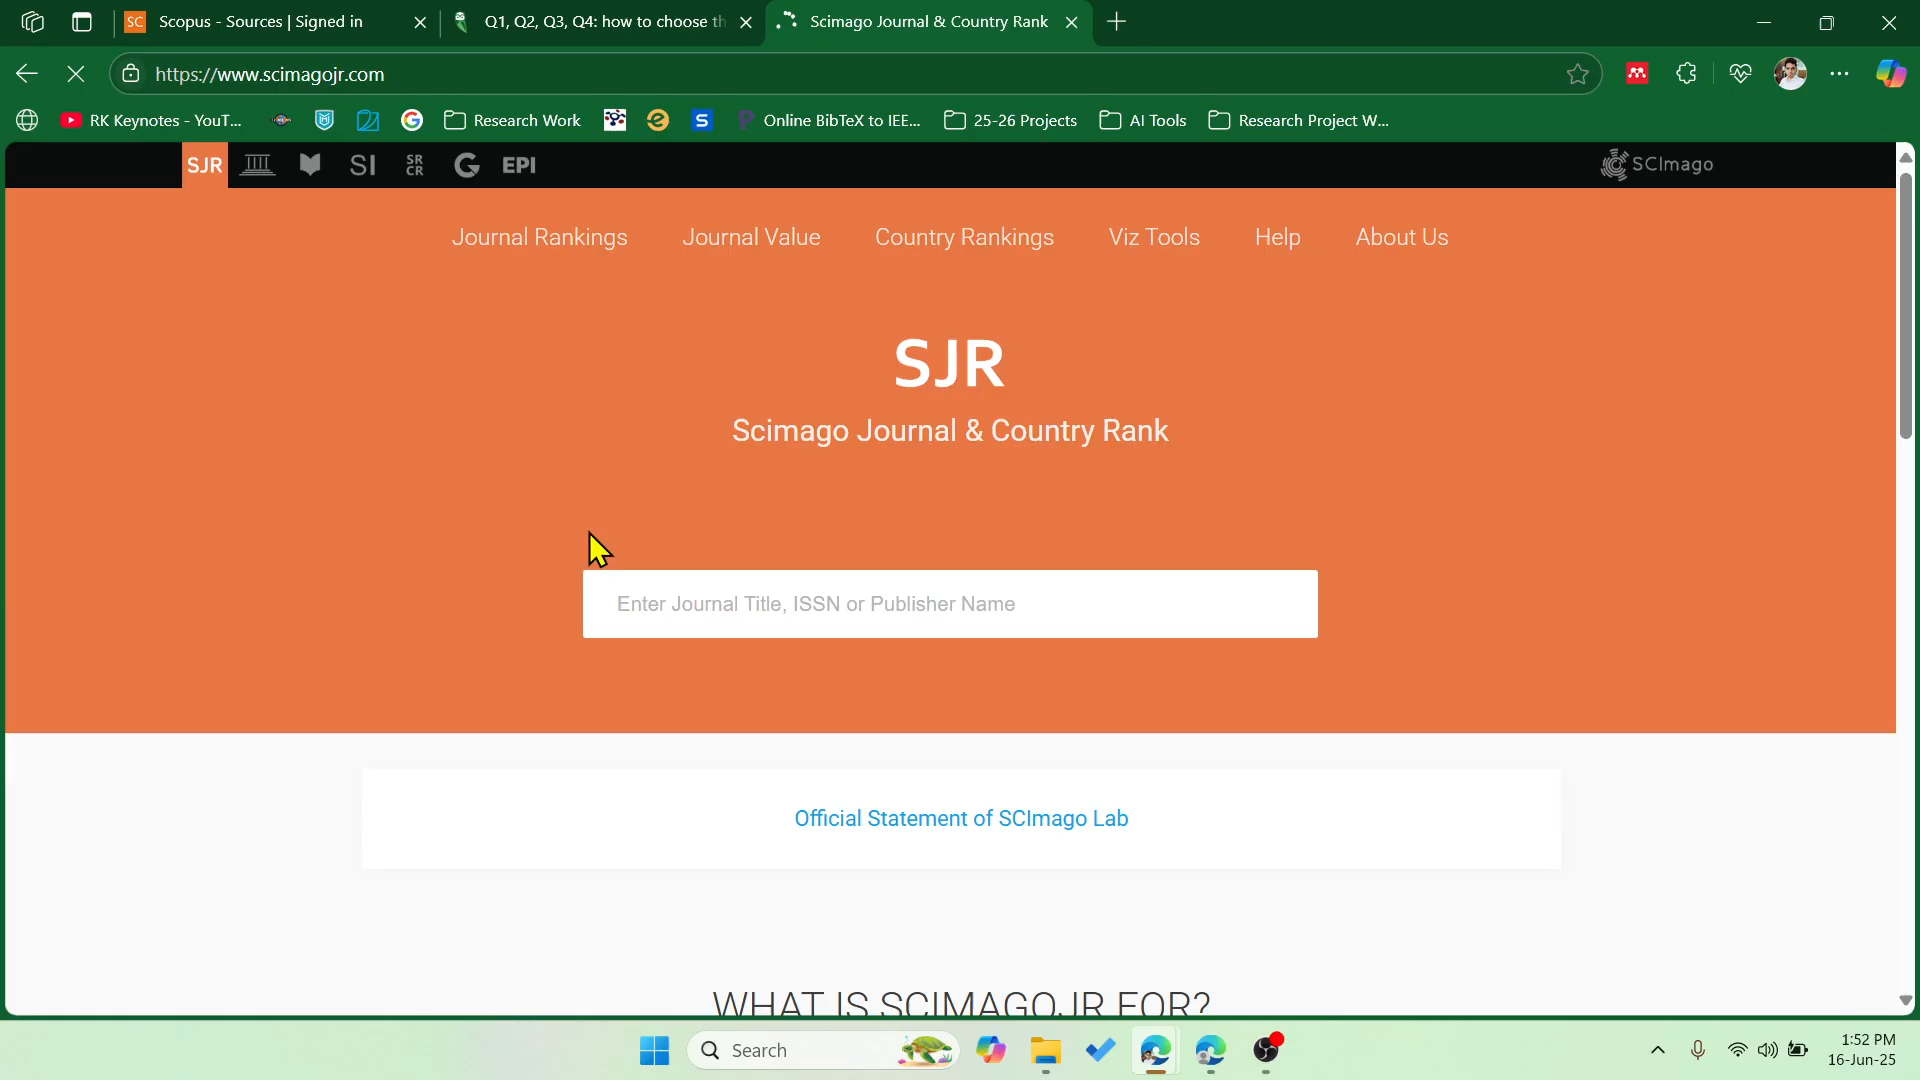 SC Scopus - Sources | Signed in
Q1, Q2, Q3, Q4: how to choose th
Scimago Journal & Country Rank
https://www.scimagojr.com
RK Keynotes - YouT...
Research Work
Online BibTeX to IEE...
25-26 Projects
AI Tools
Research Project W...
SJR SI SR CR G EPI SCImago
Journal Rankings Journal Value Country Rankings Viz Tools Help About Us
SJR
Scimago Journal & Country Rank
Enter Journal Title, ISSN or Publisher Name
Official Statement of SCImago Lab
WHAT IS SCIMAGOJR FOR?
Search
1:52 PM
16-Jun-25